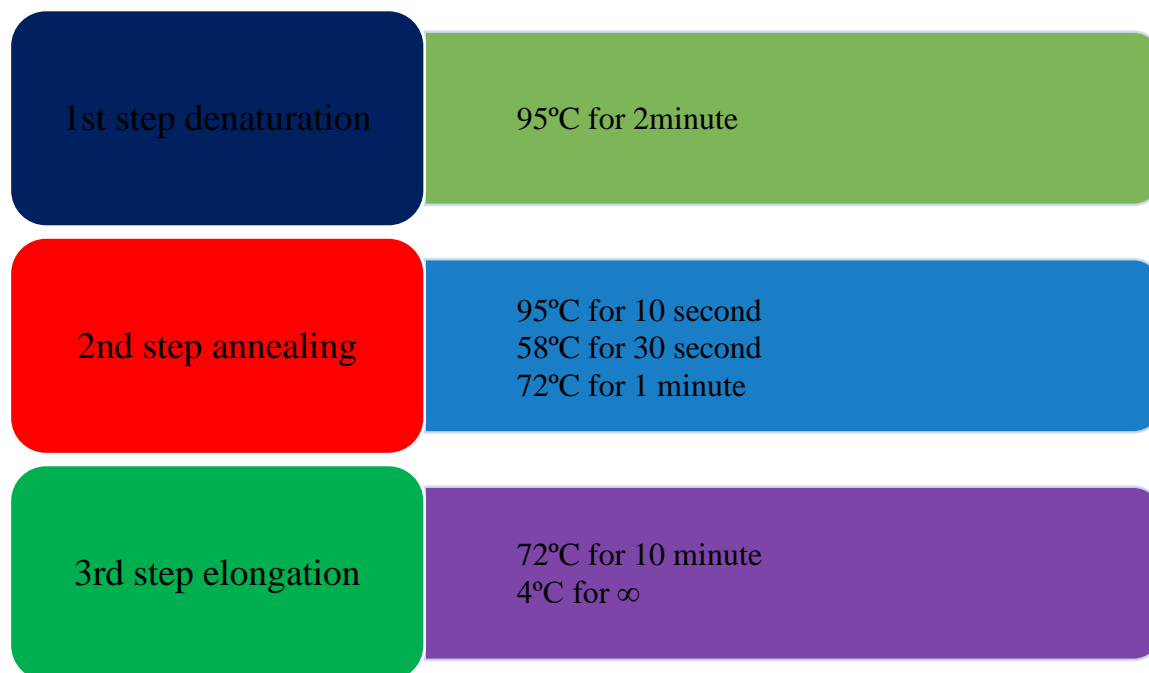 1st step denaturation
95ºC for 2minute
2nd step annealing
95ºC for 10 second
58ºC for 30 second
72ºC for 1 minute
3rd step elongation
72ºC for 10 minute
4ºC for ∞